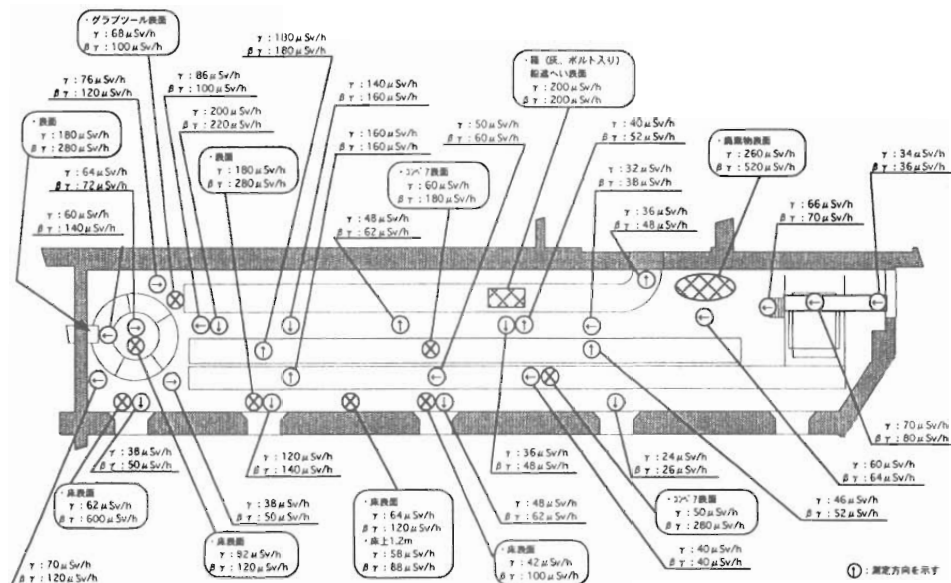 ・グラブツール表面
γ：68μSv/h
βγ：100μSv/h
γ：180μSv/h
βγ：180μSv/h
・箱（灰、ボルト入り）
γ：200μSv/h
βγ：200μSv/h
γ：76μSv/h
βγ：120μSv/h
γ：86μSv/h
βγ：100μSv/h
γ：140μSv/h
βγ：160μSv/h
γ：200μSv/h
βγ：220μSv/h
γ：160μSv/h
βγ：160μSv/h
γ：50μSv/h
βγ：60μSv/h
γ：40μSv/h
βγ：52μSv/h
・廃棄物表面
γ：260μSv/h
βγ：520μSv/h
γ：34μSv/h
βγ：36μSv/h
・表面
γ：180μSv/h
βγ：280μSv/h
・表面
γ：180μSv/h
βγ：280μSv/h
・コンベア表面
γ：60μSv/h
βγ：180μSv/h
γ：32μSv/h
βγ：38μSv/h
γ：64μSv/h
βγ：72μSv/h
γ：60μSv/h
βγ：140μSv/h
γ：48μSv/h
βγ：62μSv/h
γ：36μSv/h
βγ：48μSv/h
γ：66μSv/h
βγ：70μSv/h
γ：38μSv/h
βγ：50μSv/h
γ：120μSv/h
βγ：140μSv/h
γ：36μSv/h
βγ：48μSv/h
γ：24μSv/h
βγ：26μSv/h
γ：70μSv/h
βγ：80μSv/h
γ：60μSv/h
βγ：64μSv/h
・床表面
γ：62μSv/h
βγ：600μSv/h
γ：38μSv/h
βγ：50μSv/h
・床表面
γ：64μSv/h
βγ：120μSv/h
・床上1.2m
γ：58μSv/h
βγ：88μSv/h
γ：48μSv/h
βγ：62μSv/h
・コンベア表面
γ：50μSv/h
βγ：280μSv/h
γ：46μSv/h
βγ：52μSv/h
・床表面
γ：92μSv/h
βγ：120μSv/h
・床表面
γ：42μSv/h
βγ：100μSv/h
γ：40μSv/h
βγ：40μSv/h
γ：70μSv/h
βγ：120μSv/h
：測定方向を示す